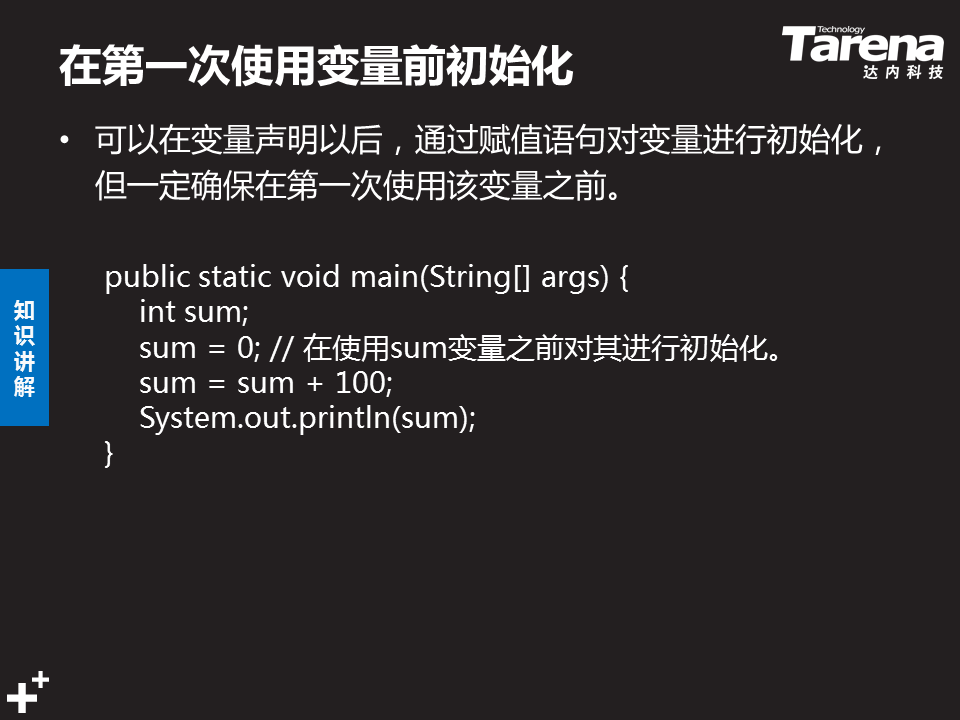 在第一次使用变量前初始化
Technology
Tarena
达内科技
• 可以在变量声明以后，通过赋值语句对变量进行初始化，
但一定确保在第一次使用该变量之前。
知识讲解
public static void main(String[] args) {
int sum;
sum = 0; // 在使用sum变量之前对其进行初始化。
sum = sum + 100;
System.out.println(sum);
}